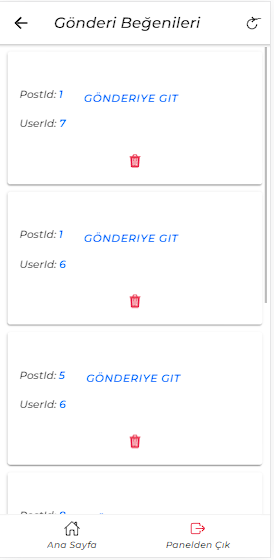 Gönderi Beğenileri
PostId: 1 GÖNDERIYE GIT
UserId: 7
PostId: 1 GÖNDERIYE GIT
UserId: 6
PostId: 5 GÖNDERIYE GIT
UserId: 6
Ana Sayfa Panelden Çık